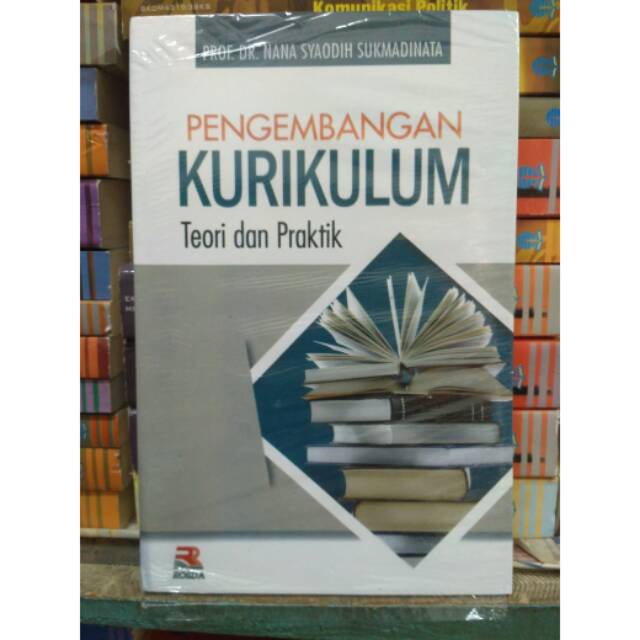 Komunikasi Politik
PROF. DR. NANA SYAODIH SUKMADINATA
PENGEMBANGAN
KURIKULUM
Teori dan Praktik
ROSDA